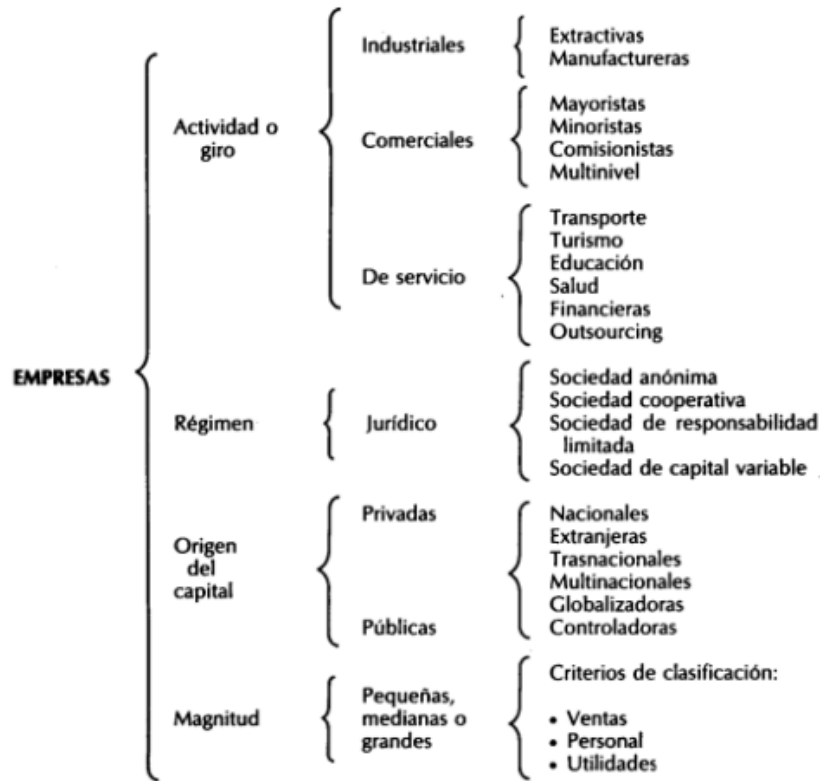 EMPRESAS
Actividad o
giro
Industriales
Extractivas
Manufactureras
Comerciales
Mayoristas
Minoristas
Comisionistas
Multinivel
De servicio
Transporte
Turismo
Educación
Salud
Financieras
Outsourcing
Régimen
Jurídico
Sociedad anónima
Sociedad cooperativa
Sociedad de responsabilidad
limitada
Sociedad de capital variable
Origen
del
capital
Privadas
Públicas
Nacionales
Extranjeras
Trasnacionales
Multinacionales
Globalizadoras
Controladoras
Magnitud
Pequeñas,
medianas o
grandes
Criterios de clasificación:
• Ventas
• Personal
• Utilidades